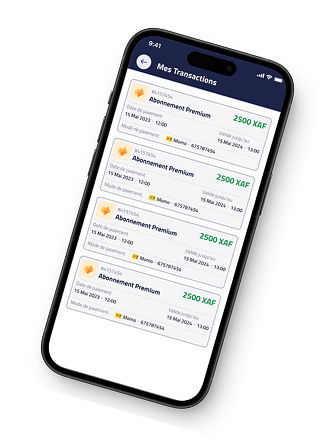 9:41
Mes Transactions
#4157454
Abonnement Premium
2500 XAF
Date de paiement
Valide jusqu'au:
15 Mai 2023 · 12:00
15 Mai 2024 · 13:00
Mode de paiement:
Momo · 675787454
#4157454
Abonnement Premium
2500 XAF
Date de paiement
Valide jusqu'au:
15 Mai 2023 · 12:00
15 Mai 2024 · 13:00
Mode de paiement:
Momo · 675787454
#4157454
Abonnement Premium
2500 XAF
Date de paiement
Valide jusqu'au:
15 Mai 2023 · 12:00
15 Mai 2024 · 13:00
Mode de paiement:
Momo · 675787454
#4157454
Abonnement Premium
2500 XAF
Date de paiement
Valide jusqu'au:
15 Mai 2023 · 12:00
15 Mai 2024 · 13:00
Mode de paiement:
Momo · 675787454